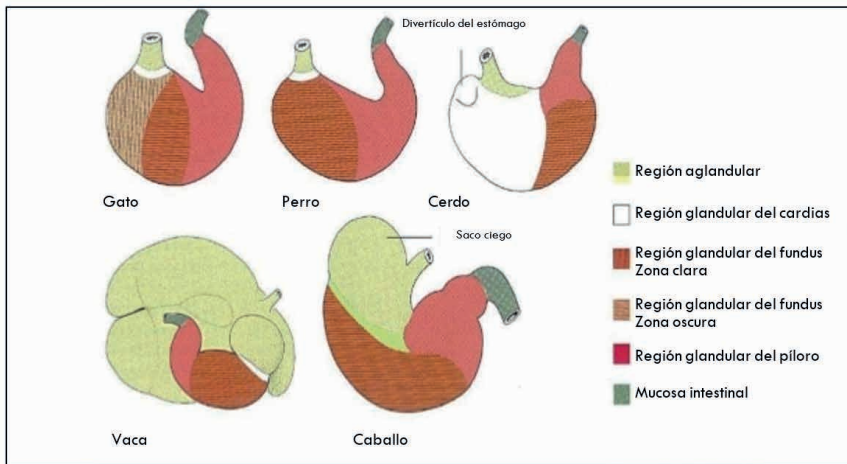 Divertículo del estómago
Gato
Perro
Cerdo
Región aglandular
Región glandular del cardias
Región glandular del fundus
Zona clara
Región glandular del fundus
Zona oscura
Región glandular del píloro
Mucosa intestinal
Saco ciego
Vaca
Caballo